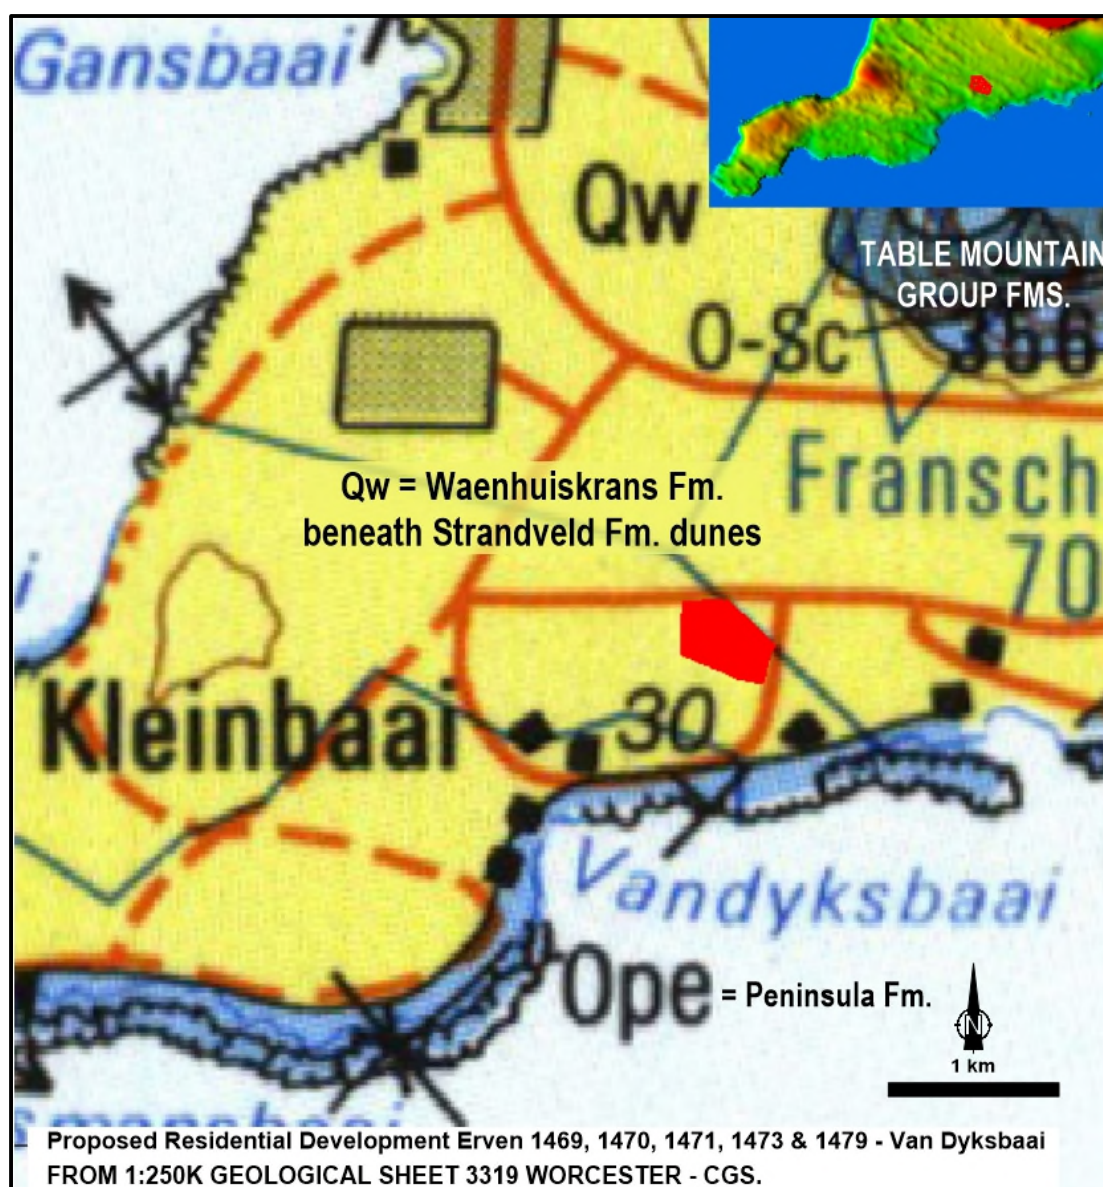 Gansbaai
Qw
TABLE MOUNTAIN
GROUP FMS.
O-Sc
356
Fransch
70
Qw = Waenhuiskrans Fm.
beneath Strandveld Fm. dunes
i
Kleinbaai
30
Vandyksbaai
Ope = Peninsula Fm.
N
1 km
smansbaai
Proposed Residential Development Erven 1469, 1470, 1471, 1473 & 1479 - Van Dyksbaai
FROM 1:250K GEOLOGICAL SHEET 3319 WORCESTER - CGS.